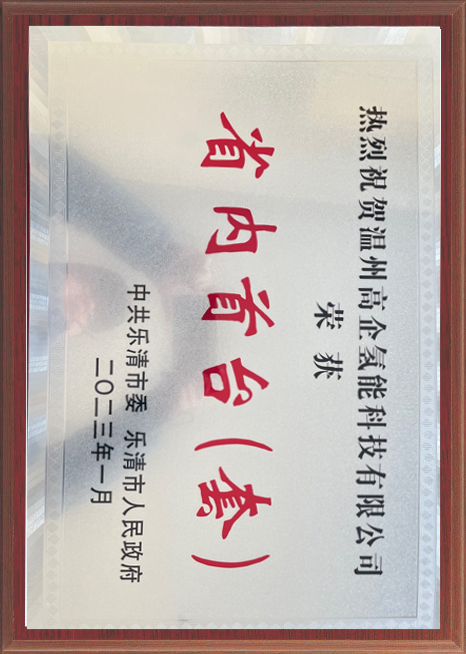 热烈祝贺温州高企氢能科技有限公司
荣获
省内首台(套)
中共乐清市委 乐清市人民政府
二〇二三年一月